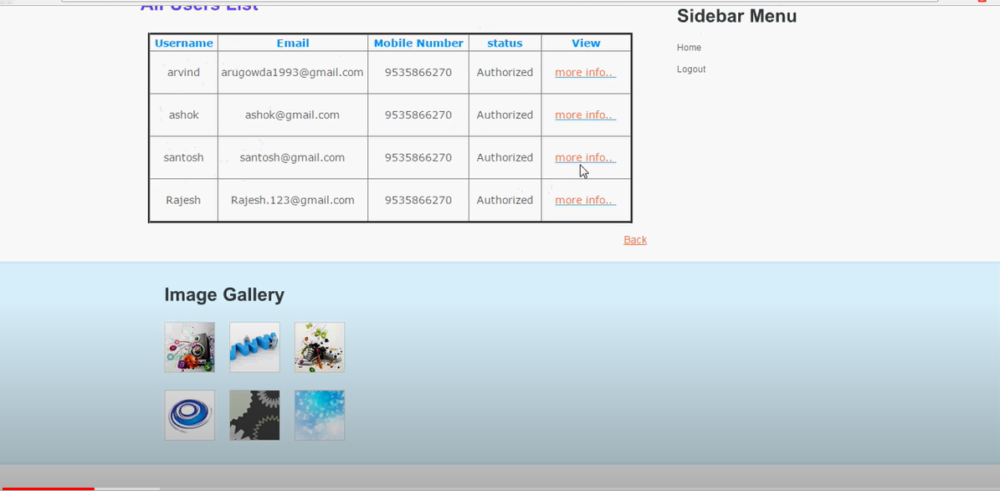 All Users List
Username Email Mobile Number status View
arvind arugowda1993@gmail.com 9535866270 Authorized more info..
ashok ashok@gmail.com 9535866270 Authorized more info..
santosh santosh@gmail.com 9535866270 Authorized more info..
Rajesh Rajesh.123@gmail.com 9535866270 Authorized more info..
Back
Sidebar Menu
Home
Logout
Image Gallery